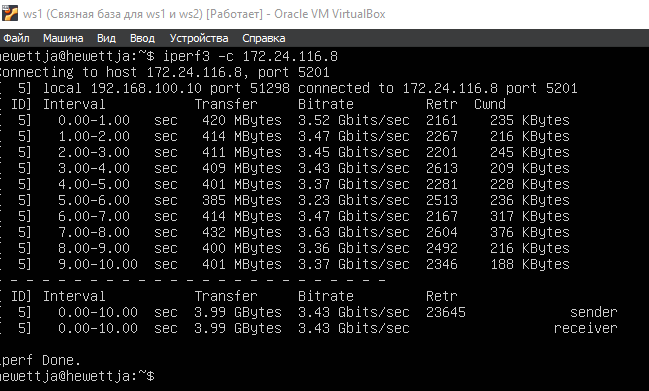 ws1 (Связная база для ws1 и ws2) [Работает] - Oracle VM VirtualBox
Файл Машина Вид Ввод Устройства Справка
hewettja@hewettja:~$ iperf3 -c 172.24.116.8
Connecting to host 172.24.116.8, port 5201
[ 5] local 192.168.100.10 port 51298 connected to 172.24.116.8 port 5201
[ ID] Interval Transfer Bitrate Retr Cwnd
[ 5] 0.00-1.00 sec 420 MBytes 3.52 Gbits/sec 2161 235 KBytes
[ 5] 1.00-2.00 sec 414 MBytes 3.47 Gbits/sec 2267 216 KBytes
[ 5] 2.00-3.00 sec 411 MBytes 3.45 Gbits/sec 2201 245 KBytes
[ 5] 3.00-4.00 sec 409 MBytes 3.43 Gbits/sec 2613 209 KBytes
[ 5] 4.00-5.00 sec 401 MBytes 3.37 Gbits/sec 2281 228 KBytes
[ 5] 5.00-6.00 sec 385 MBytes 3.23 Gbits/sec 2513 236 KBytes
[ 5] 6.00-7.00 sec 414 MBytes 3.47 Gbits/sec 2167 317 KBytes
[ 5] 7.00-8.00 sec 432 MBytes 3.63 Gbits/sec 2604 376 KBytes
[ 5] 8.00-9.00 sec 400 MBytes 3.36 Gbits/sec 2492 216 KBytes
[ 5] 9.00-10.00 sec 401 MBytes 3.37 Gbits/sec 2346 188 KBytes
- - - - - - - - - - - - - - - - - - - - - - - - -
[ ID] Interval Transfer Bitrate Retr
[ 5] 0.00-10.00 sec 3.99 GBytes 3.43 Gbits/sec 23645 sender
[ 5] 0.00-10.00 sec 3.99 GBytes 3.43 Gbits/sec receiver
iperf Done.
hewettja@hewettja:~$